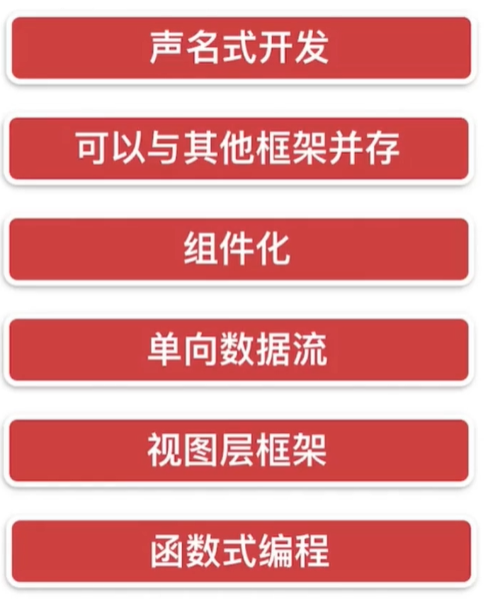 声名式开发
可以与其他框架并存
组件化
单向数据流
视图层框架
函数式编程